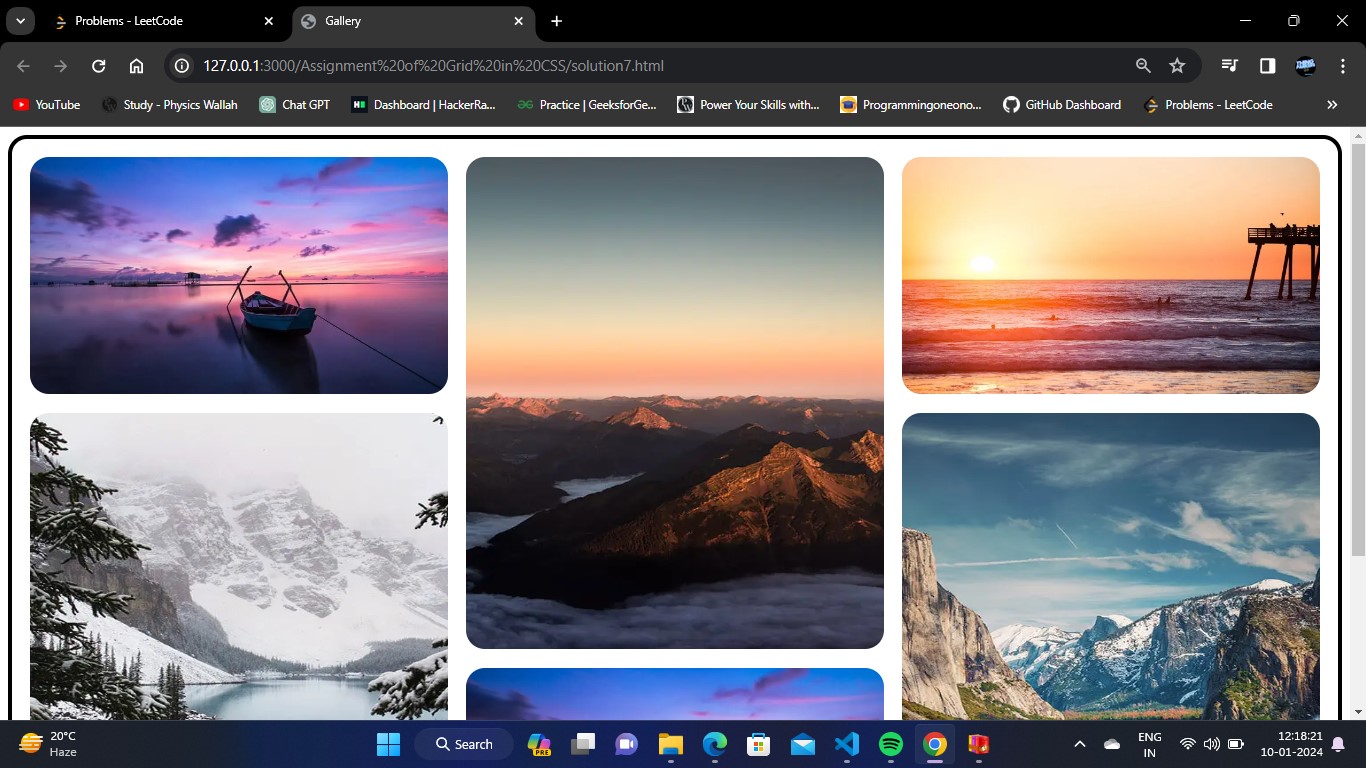 Problems - LeetCode
Gallery
127.0.0.1:3000/Assignment%20of%20Grid%20in%20CSS/solution7.html
YouTube
Study - Physics Wallah
Chat GPT
Dashboard | HackerRa...
Practice | GeeksforGe...
Power Your Skills with...
Programmingoneono...
GitHub Dashboard
Problems - LeetCode
20°C
Haze
Search
PRE
ENG
IN
12:18:21
10-01-2024